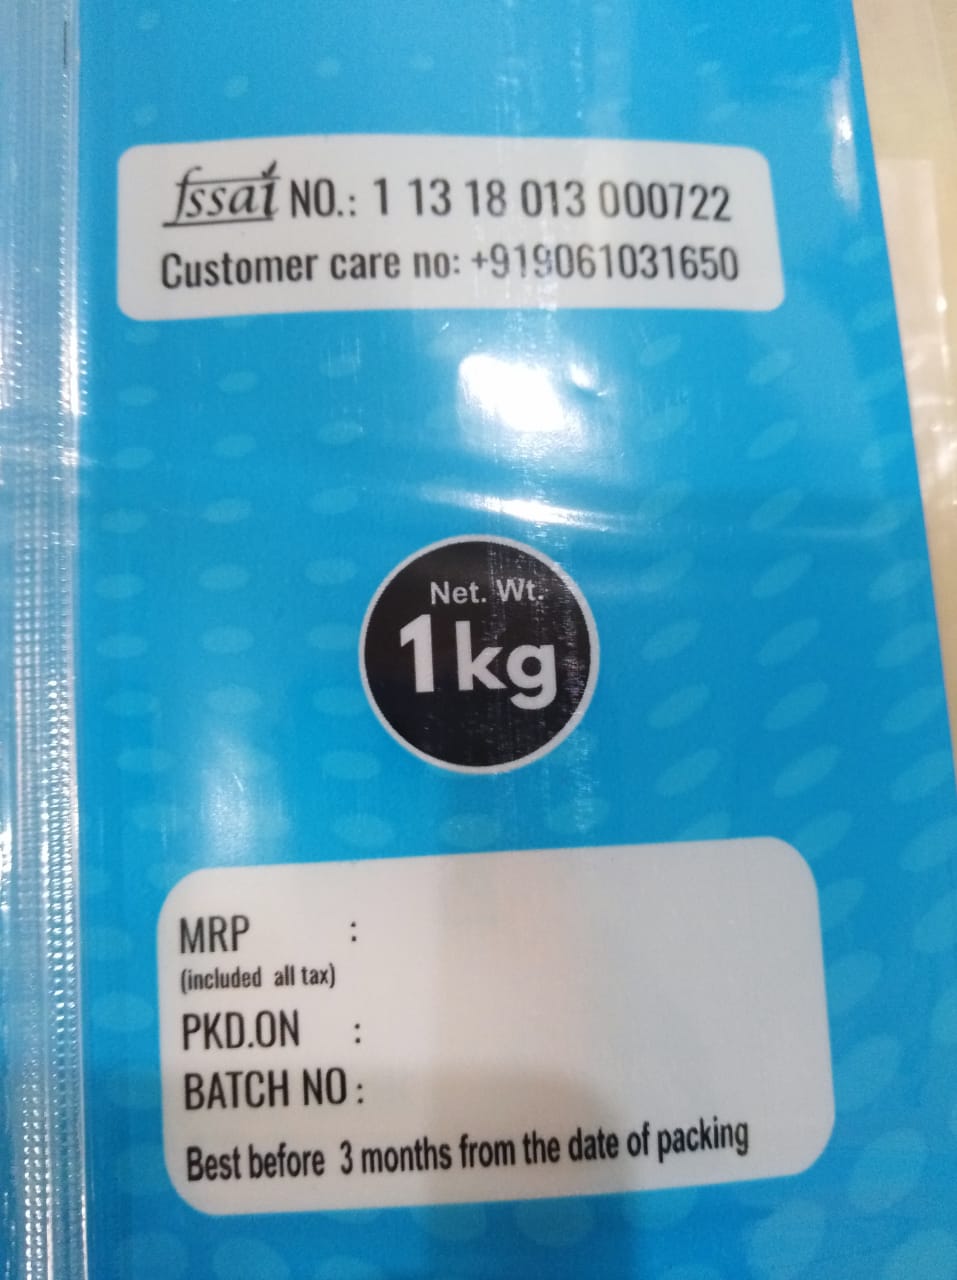 fssai NO.: 1 13 18 013 000722
Customer care no: +919061031650
Net. Wt.
1kg
MRP :
(included all tax)
PKD.ON :
BATCH NO :
Best before 3 months from the date of packing